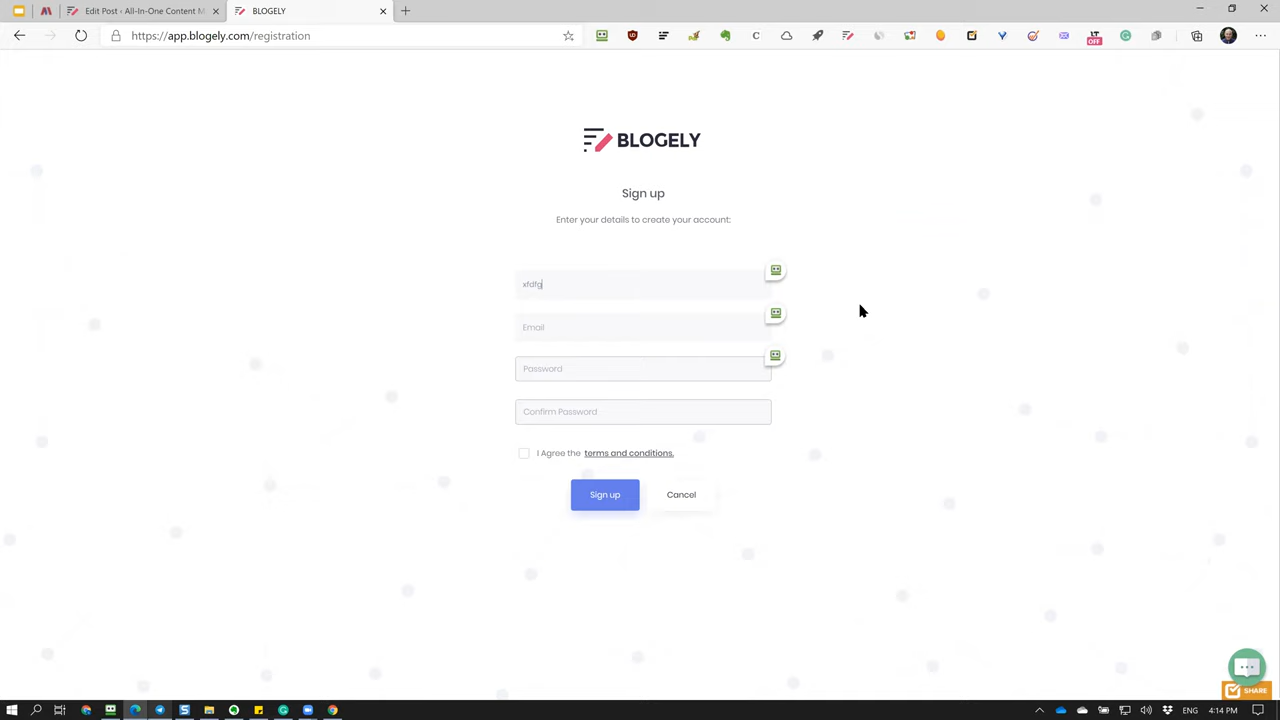 Edit Post ‹ All-In-One Content M
BLOGELY
https://app.blogely.com/registration
OFF
BLOGELY
Sign up
Enter your details to create your account:
xfdfg
Email
Password
Confirm Password
I Agree the terms and conditions.
Sign up
Cancel
SHARE
ENG
4:14 PM